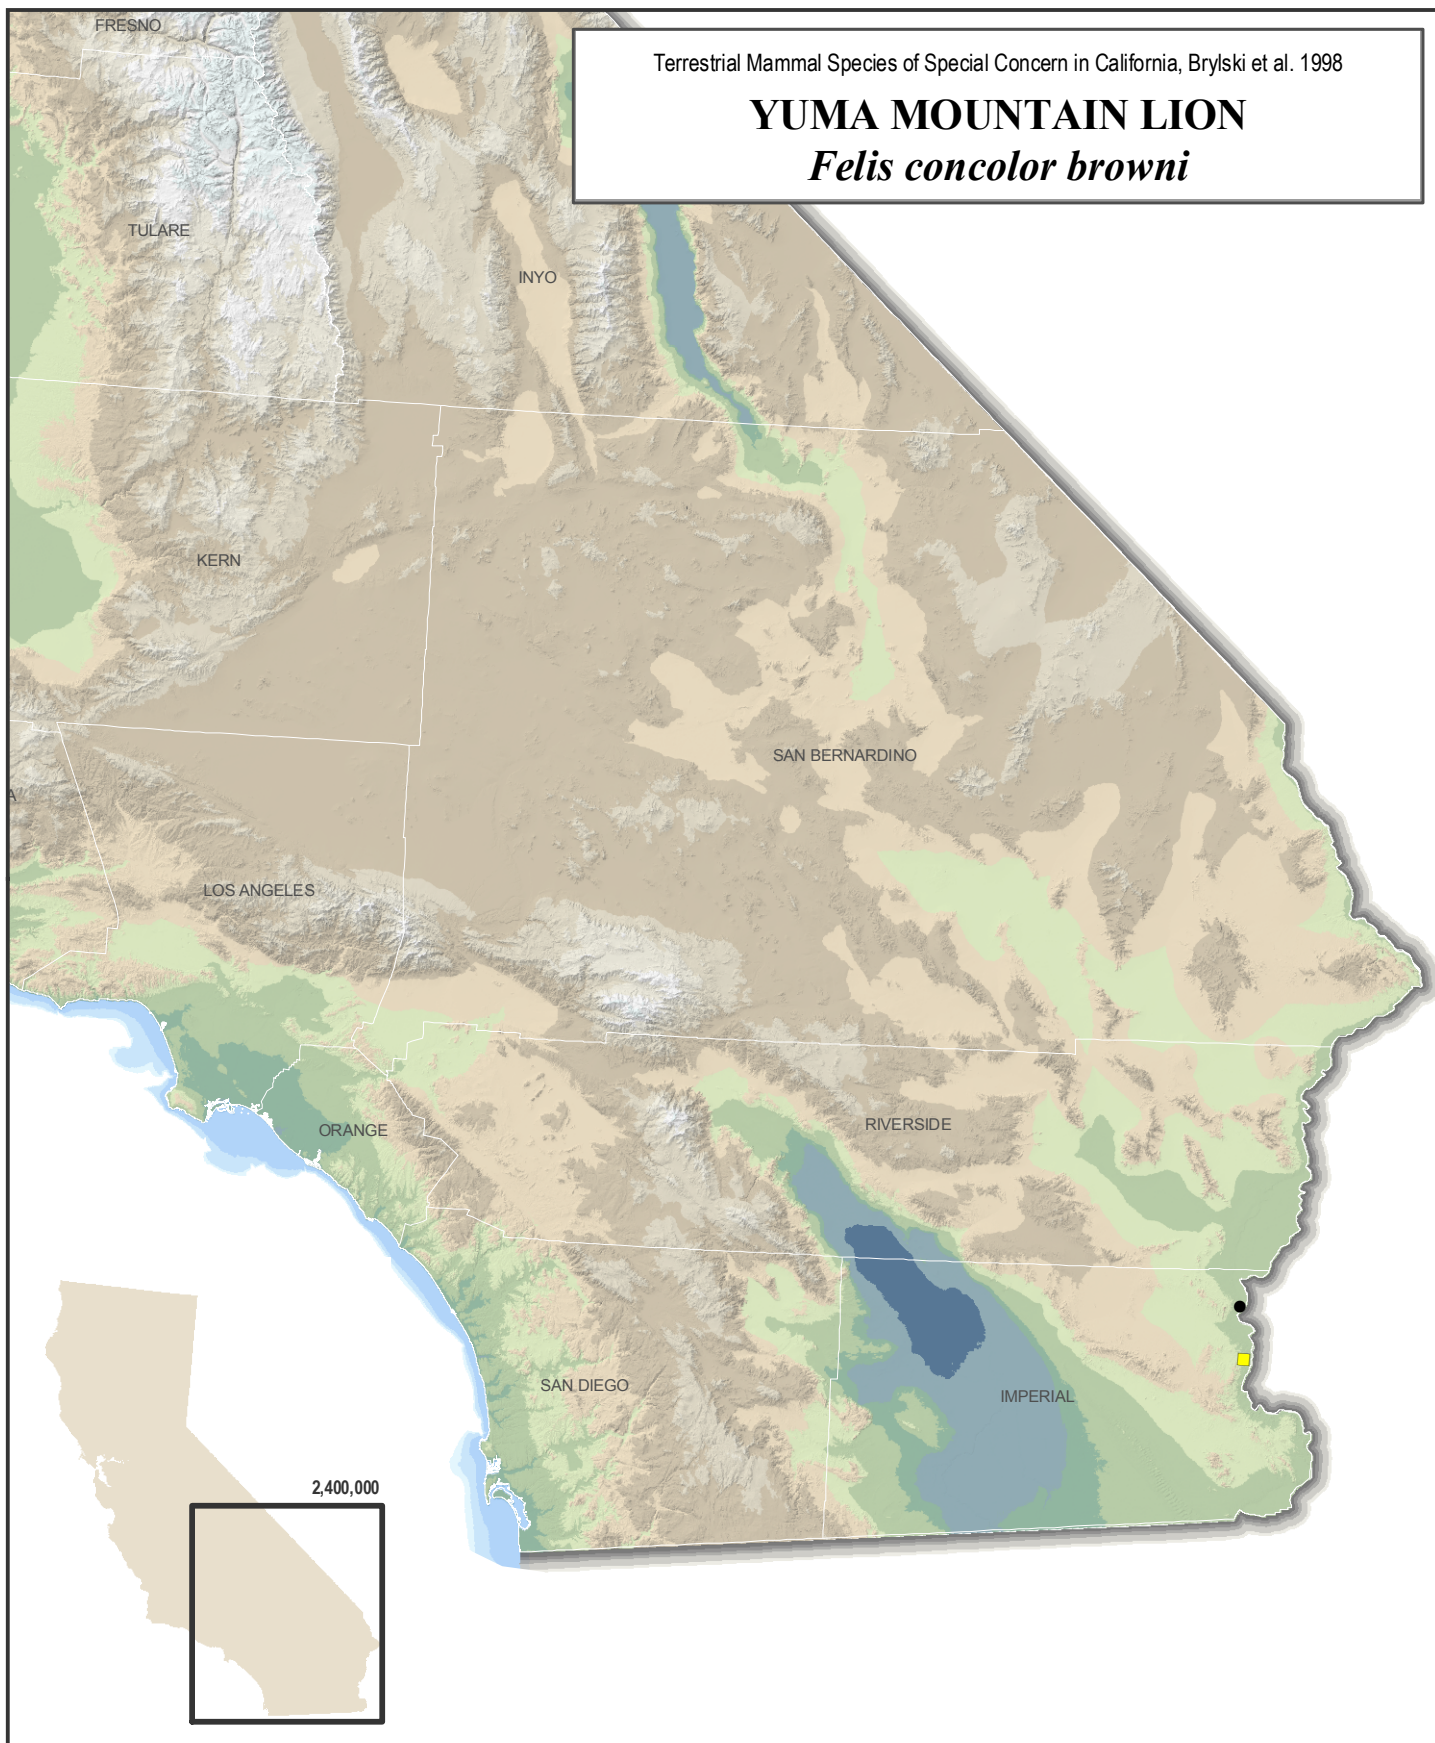 Terrestrial Mammal Species of Special Concern in California, Brylski et al. 1998
YUMA MOUNTAIN LION
Felis concolor browni
FRESNO
TULARE
INYO
KERN
SAN BERNARDINO
A
LOS ANGELES
ORANGE
RIVERSIDE
SAN DIEGO
IMPERIAL
2,400,000